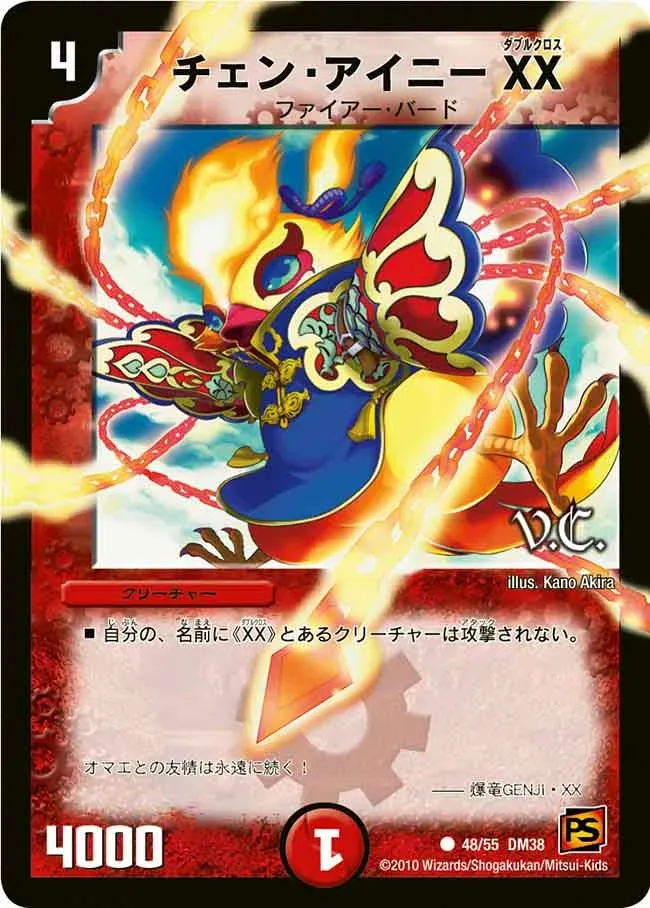 4
ダブルクロス
チェン・アイニー XX
ファイアー・バード
V.C.
illus. Kano Akira
クリーチャー
■ 自分の、名前に《XX》とあるクリーチャーは攻撃されない。
オマエとの友情は永遠に続く!
—— 爆竜GENJI・XX
4000
1
PS
● 48/55 DM38
©2010 Wizards/Shogakukan/Mitsui-Kids